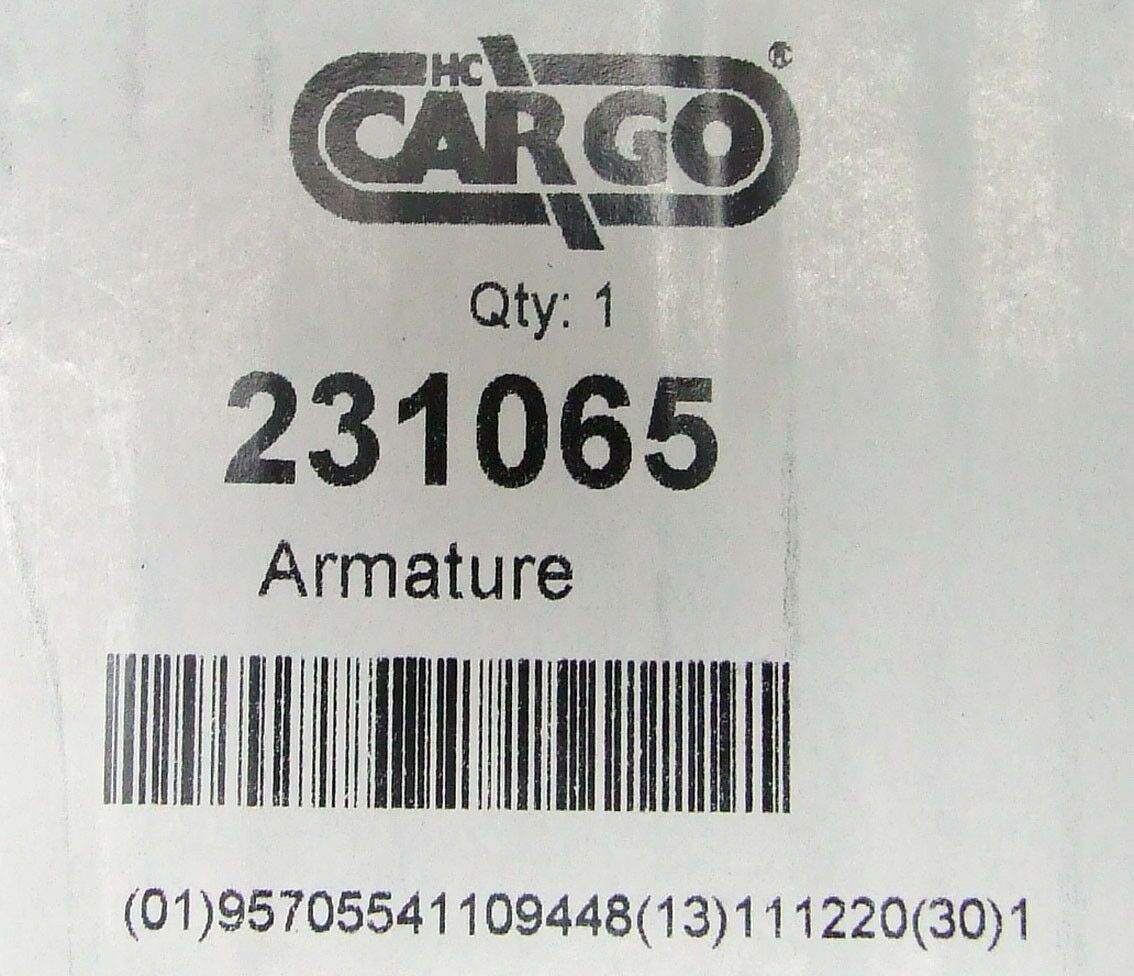 HC
CARGO®
Qty: 1
231065
Armature
(01)95705541109448(13)111220(30)1